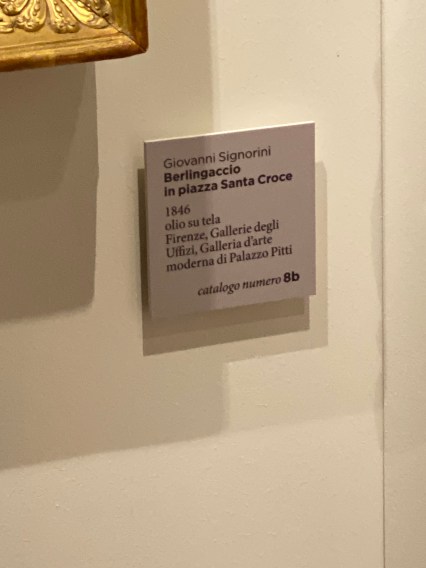 Giovanni Signorini
Berlingaccio
in piazza Santa Croce
1846
olio su tela
Firenze, Gallerie degli
Uffizi, Galleria d'arte
moderna di Palazzo Pitti
catalogo numero 8b